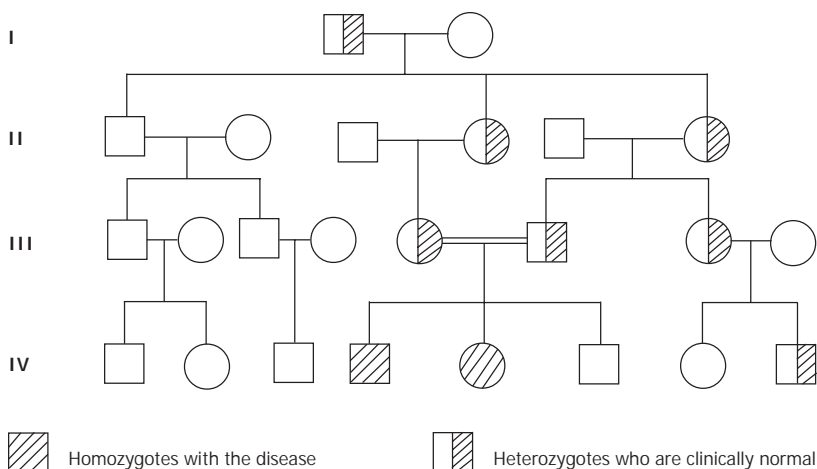 I
II
III
IV
Homozygotes with the disease
Heterozygotes who are clinically normal